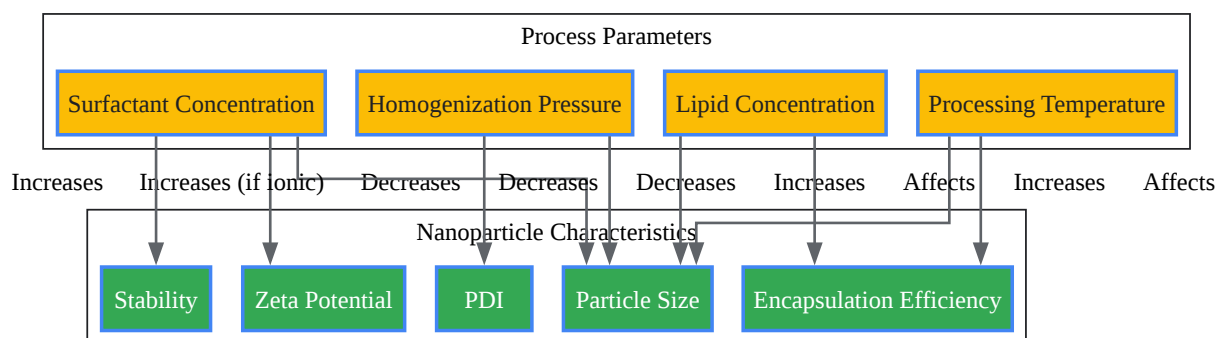 Process Parameters
Surfactant Concentration Homogenization Pressure Lipid Concentration Processing Temperature
Increases Increases (if ionic) Decreases Decreases Decreases Increases Affects Increases Affects
Nanoparticle Characteristics
Stability Zeta Potential PDI Particle Size Encapsulation Efficiency